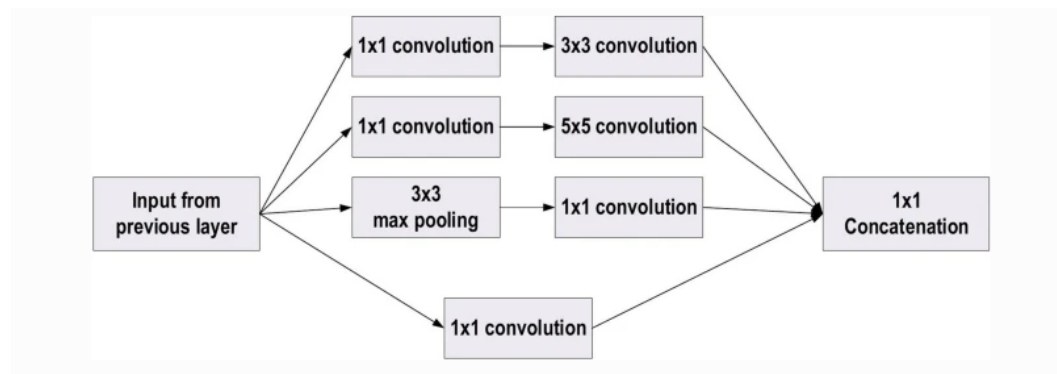 1x1 convolution
3x3 convolution
1x1 convolution
5x5 convolution
Input from
previous layer
3x3
max pooling
1x1 convolution
1x1
Concatenation
1x1 convolution